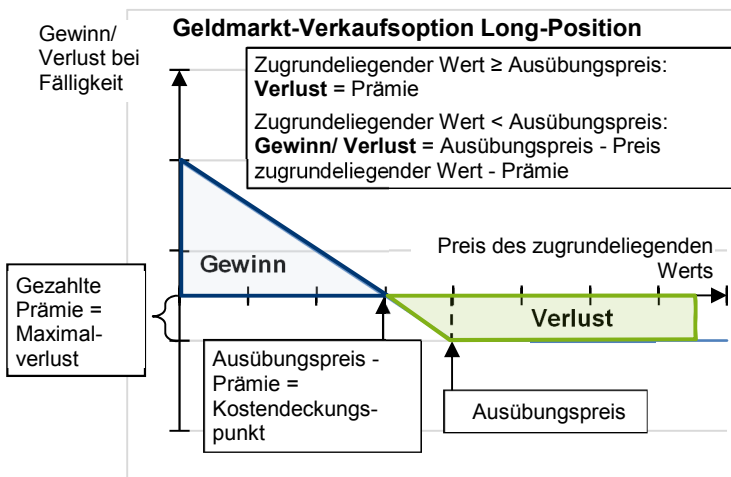 Geldmarkt-Verkaufsoption Long-Position
Gewinn/
Verlust bei
Fälligkeit
Zugrundeliegender Wert ≥ Ausübungspreis:
Verlust = Prämie
Zugrundeliegender Wert < Ausübungspreis:
Gewinn/ Verlust = Ausübungspreis - Preis
zugrundeliegender Wert - Prämie
Preis des zugrundeliegenden
Werts
Gewinn
Gezahlte
Prämie =
Maximal-
verlust
Verlust
Ausübungspreis -
Prämie =
Kostendeckungs-
punkt
Ausübungspreis